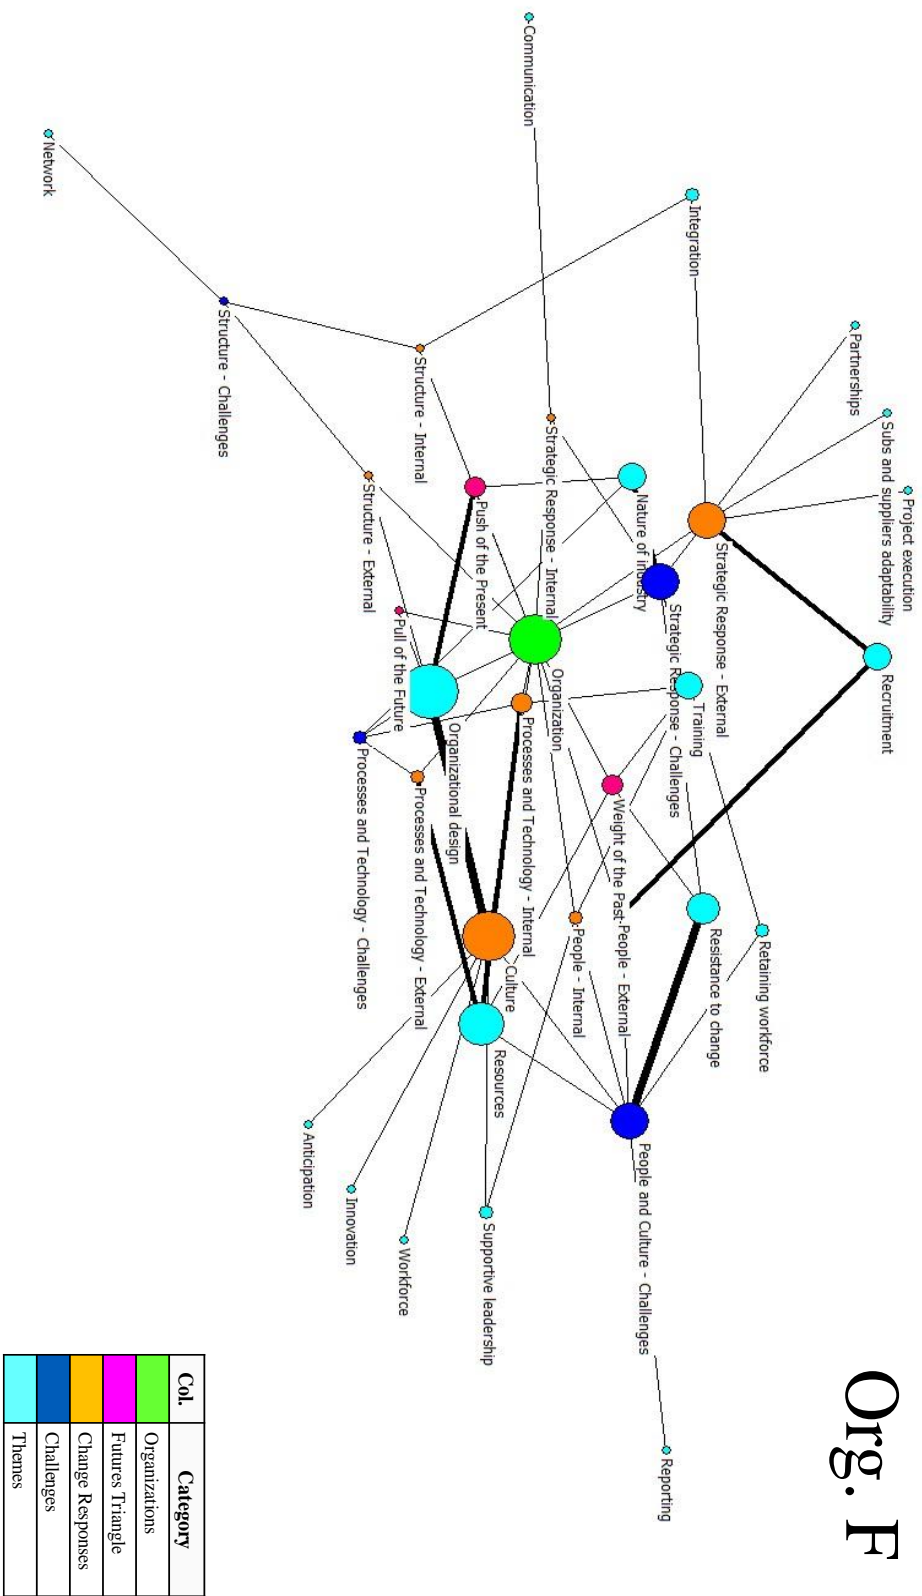 Org. F
Project execution
Subs and suppliers adaptability
Recruitment
Partnerships
Retaining workforce
Strategic Response - External
Resistance to change
Training
Integration
Strategic Response - Challenges
Reporting
People and Culture - Challenges
Nature of industry
Weight of the Past
People - External
People - Internal
Organization
Strategic Response - Internal
Communication
Processes and Technology - Internal
Culture
Resources
Supportive leadership
Push of the Present
Organizational design
Structure - Internal
Processes and Technology - External
Workforce
Pull of the Future
Structure - External
Processes and Technology - Challenges
Innovation
Anticipation
Structure - Challenges
Network
Col. Category
Organizations
Futures Triangle
Change Responses
Challenges
Themes